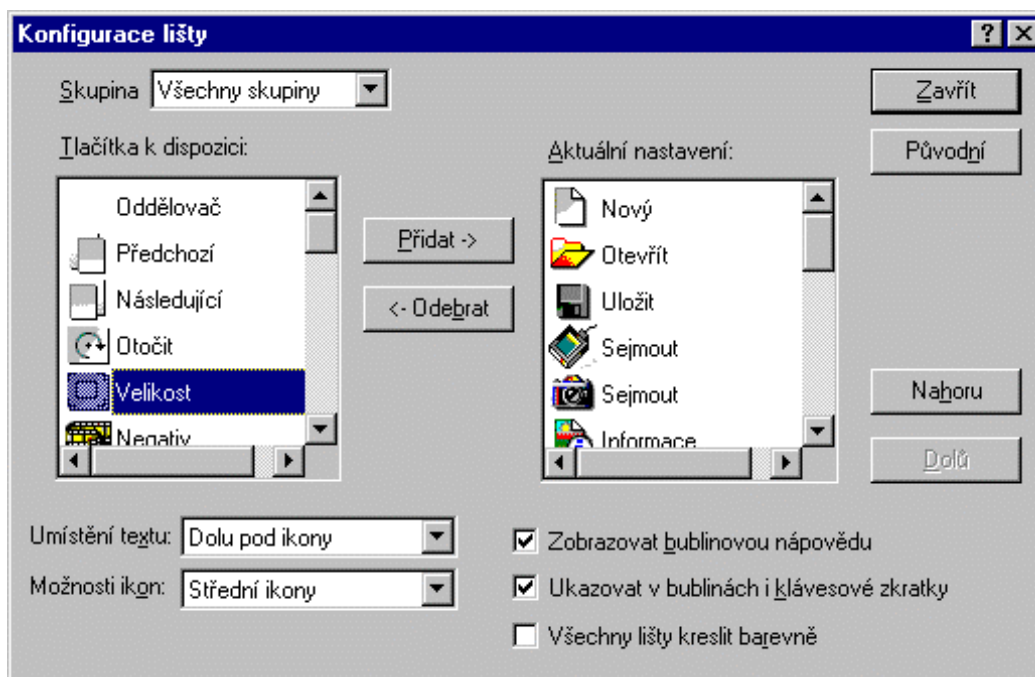 Konfigurace lišty
Skupina Všechny skupiny
Zavřít
Tlačítka k dispozici:
Aktuální nastavení:
Původní
Oddělovač
Předchozí
Následující
Otočit
Velikost
Negativ
Přidat ->
<- Odebrat
Nový
Otevřít
Uložit
Sejmout
Sejmout
Informace
Nahoru
Dolů
Umístění textu: Dolu pod ikony
Možnosti ikon: Střední ikony
Zobrazovat bublinovou nápovědu
Ukazovat v bublinách i klávesové zkratky
Všechny lišty kreslit barevně